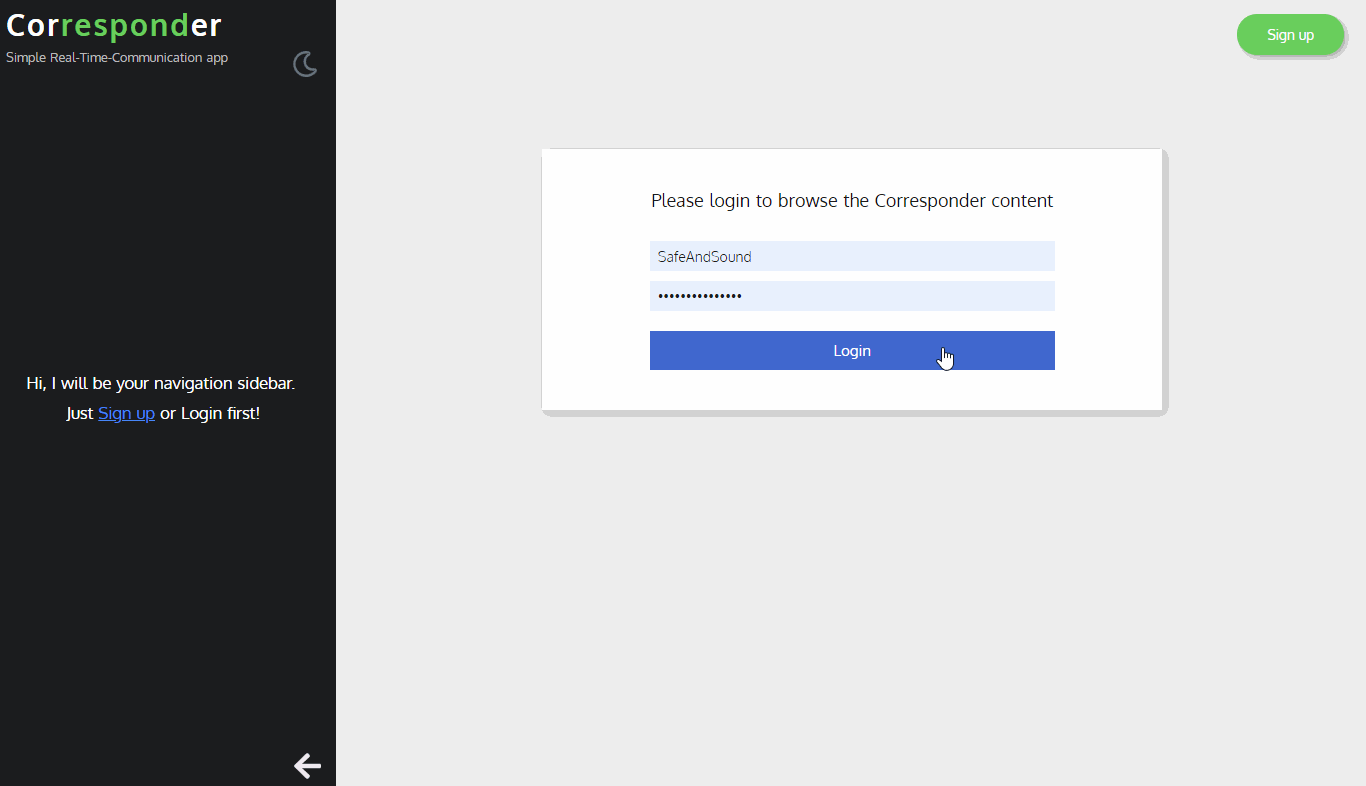 Corresponder
Simple Real-Time-Communication app
Sign up
Please login to browse the Corresponder content
SafeAndSound
•••••••••••••••
Login
Hi, I will be your navigation sidebar.
Just Sign up or Login first!